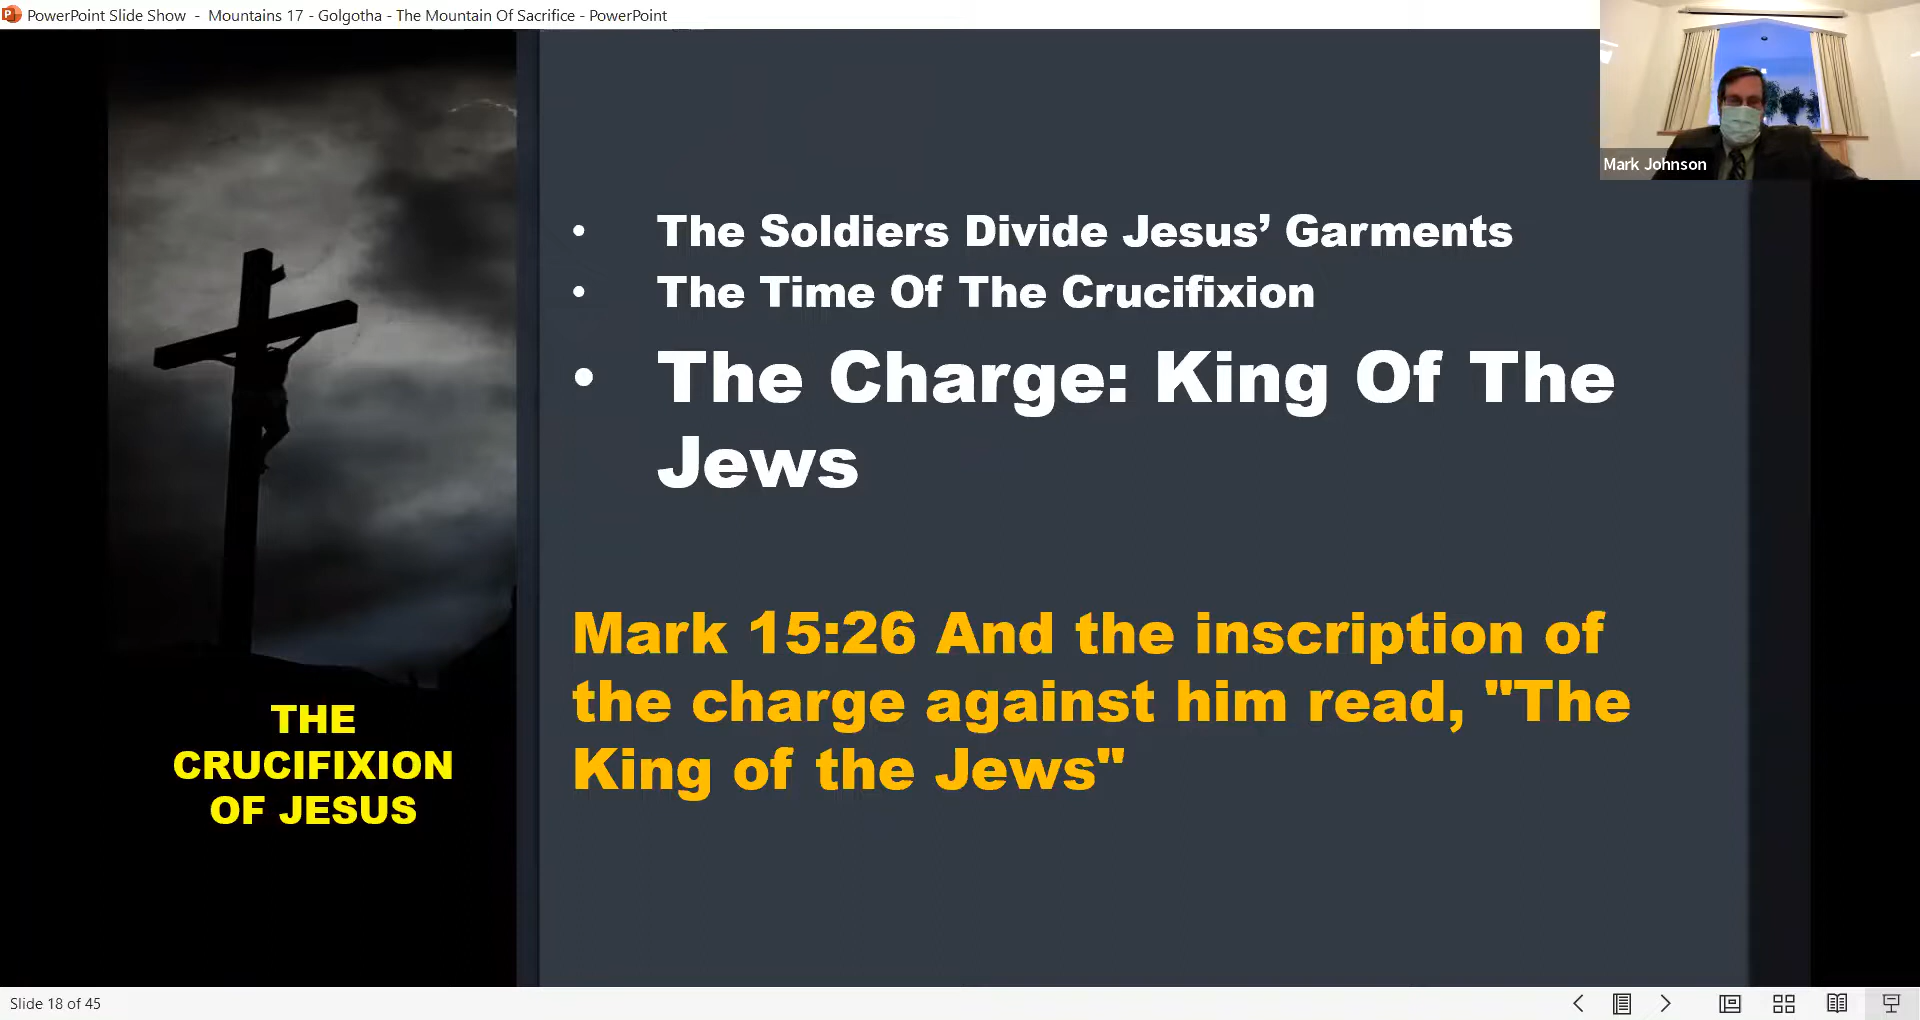 PowerPoint Slide Show - Mountains 17 - Golgotha - The Mountain Of Sacrifice - PowerPoint
Mark Johnson
• The Soldiers Divide Jesus’ Garments
• The Time Of The Crucifixion
• The Charge: King Of The
Jews
Mark 15:26 And the inscription of
the charge against him read, "The
King of the Jews"
THE
CRUCIFIXION
OF JESUS
Slide 18 of 45